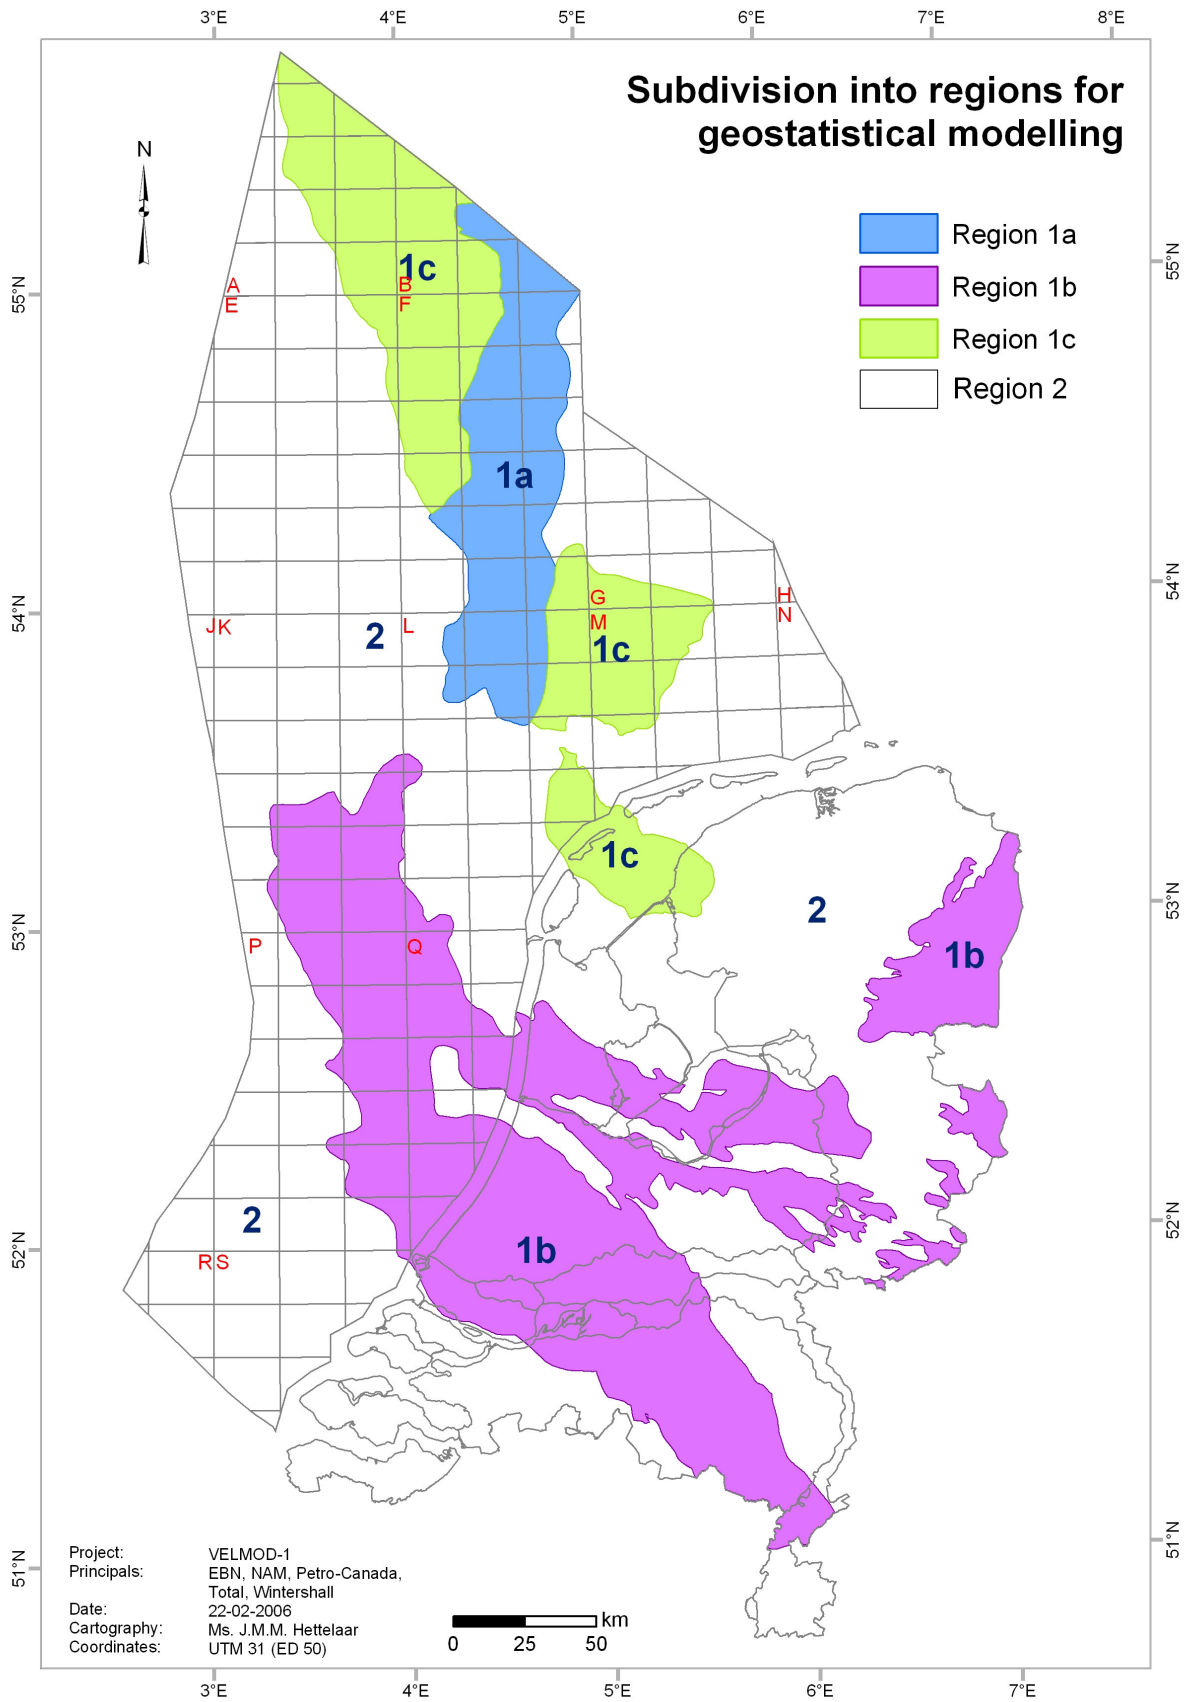 3°E 4°E 5°E 6°E 7°E 8°E
Subdivision into regions for
geostatistical modelling
N
Region 1a
Region 1b
Region 1c
Region 2
55°N
55°N
1c
A
B
E
F
1a
54°N
54°N
G
H
M
N
J K
L
2
1c
1c
2
53°N
53°N
P
Q
1b
52°N
52°N
2
R S
1b
51°N
51°N
Project: VELMOD-1
Principals: EBN, NAM, Petro-Canada,
Total, Wintershall
Date: 22-02-2006
Cartography: Ms. J.M.M. Hettelaar
Coordinates: UTM 31 (ED 50)
km
0 25 50
3°E 4°E 5°E 6°E 7°E